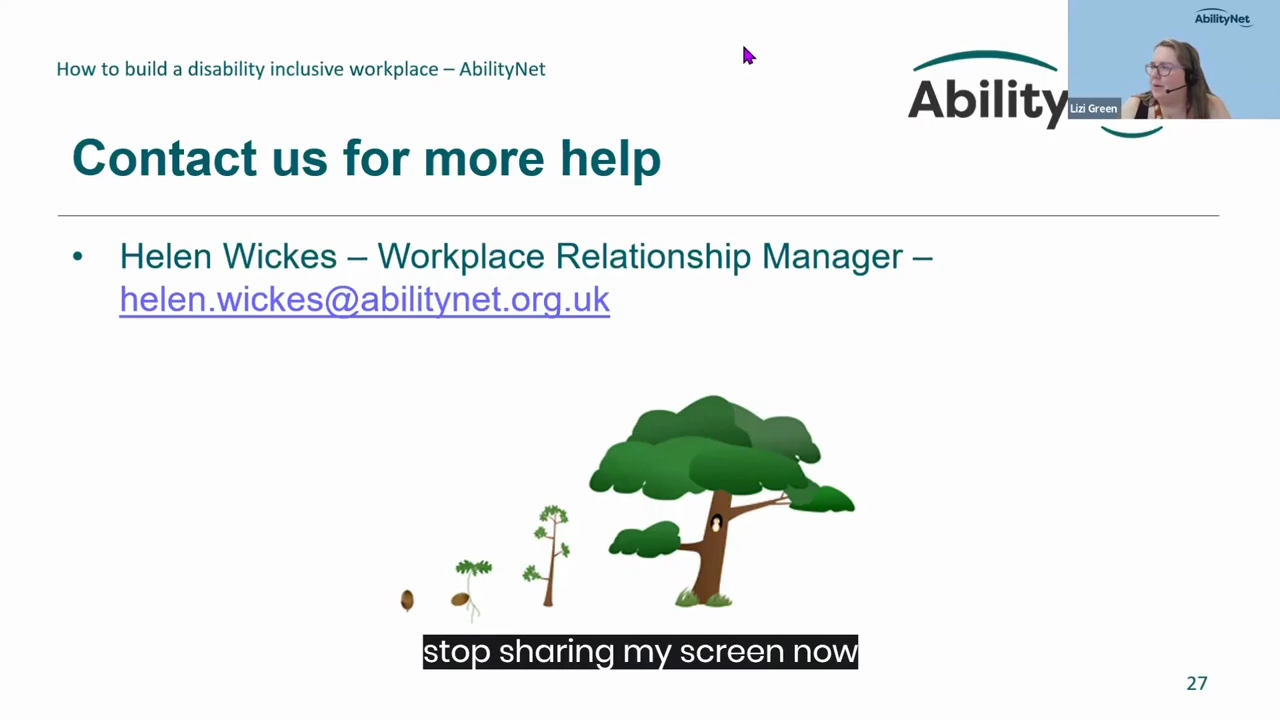 How to build a disability inclusive workplace – AbilityNet
AbilityNet
Ability
Lizi Green
Contact us for more help
• Helen Wickes – Workplace Relationship Manager –
helen.wickes@abilitynet.org.uk
stop sharing my screen now
27